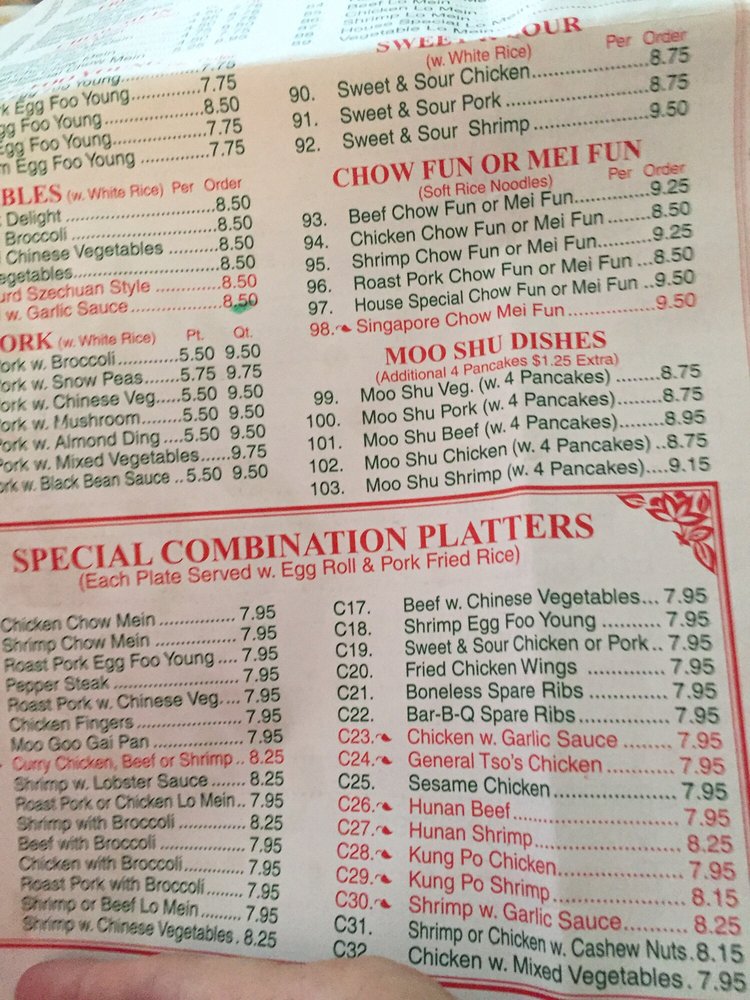 Beef Lo Mein
Chicken Lo Mein
Shrimp Lo Mein
House Special Lo Mein
Vegetable Lo Mein
Egg Foo Young.........7.75
Egg Foo Young.........8.50
Egg Foo Young.........7.75
Egg Foo Young.........7.75
BLES (w. White Rice) Per Order
Delight.........8.50
Broccoli.........8.50
Chinese Vegetables.........8.50
egetables.........8.50
urd Szechuan Style.........8.50
w. Garlic Sauce.........8.50
ORK (w. White Rice) Pt. Qt.
ork w. Broccoli.........5.50 9.50
ork w. Snow Peas.......5.75 9.75
ork w. Chinese Veg.....5.50 9.50
ork w. Mushroom........5.50 9.50
ork w. Almond Ding ....5.50 9.50
ork w. Mixed Vegetables......9.75
ork w. Black Bean Sauce ..5.50 9.50
SWEET & SOUR
(w. White Rice) Per Order
90. Sweet & Sour Chicken.........8.75
91. Sweet & Sour Pork.........8.75
92. Sweet & Sour Shrimp.........9.50
CHOW FUN OR MEI FUN
(Soft Rice Noodles) Per Order
93. Beef Chow Fun or Mei Fun.........9.25
94. Chicken Chow Fun or Mei Fun.........8.50
95. Shrimp Chow Fun or Mei Fun.........9.25
96. Roast Pork Chow Fun or Mei Fun ...8.50
97. House Special Chow Fun or Mei Fun ..9.50
98. Singapore Chow Mei Fun.........9.50
MOO SHU DISHES
(Additional 4 Pancakes $1.25 Extra)
99. Moo Shu Veg. (w. 4 Pancakes) ........8.75
100. Moo Shu Pork (w. 4 Pancakes)........8.75
101. Moo Shu Beef (w. 4 Pancakes)........8.95
102. Moo Shu Chicken (w. 4 Pancakes) ..8.75
103. Moo Shu Shrimp (w. 4 Pancakes)....9.15
SPECIAL COMBINATION PLATTERS
(Each Plate Served w. Egg Roll & Pork Fried Rice)
Chicken Chow Mein ............... 7.95
Shrimp Chow Mein ................ 7.95
Roast Pork Egg Foo Young .... 7.95
Pepper Steak ......................... 7.95
Roast Pork w. Chinese Veg. ... 7.95
Chicken Fingers..................... 7.95
Moo Goo Gai Pan .................. 7.95
Curry Chicken, Beef or Shrimp .. 8.25
Shrimp w. Lobster Sauce ....... 8.25
Roast Pork or Chicken Lo Mein.. 7.95
Shrimp with Broccoli .............. 8.25
Beef with Broccoli .................. 7.95
Chicken with Broccoli............. 7.95
Roast Pork with Broccoli........ 7.95
Shrimp or Beef Lo Mein......... 7.95
Shrimp w. Chinese Vegetables . 8.25
C17. Beef w. Chinese Vegetables... 7.95
C18. Shrimp Egg Foo Young .......... 7.95
C19. Sweet & Sour Chicken or Pork .. 7.95
C20. Fried Chicken Wings ............. 7.95
C21. Boneless Spare Ribs ............ 7.95
C22. Bar-B-Q Spare Ribs.............. 7.95
C23. Chicken w. Garlic Sauce ........ 7.95
C24. General Tso's Chicken .......... 7.95
C25. Sesame Chicken................... 7.95
C26. Hunan Beef......................... 7.95
C27. Hunan Shrimp..................... 8.25
C28. Kung Po Chicken.................. 7.95
C29. Kung Po Shrimp................... 8.15
C30. Shrimp w. Garlic Sauce......... 8.25
C31. Shrimp or Chicken w. Cashew Nuts. 8.15
C32 Chicken w. Mixed Vegetables. 7.95